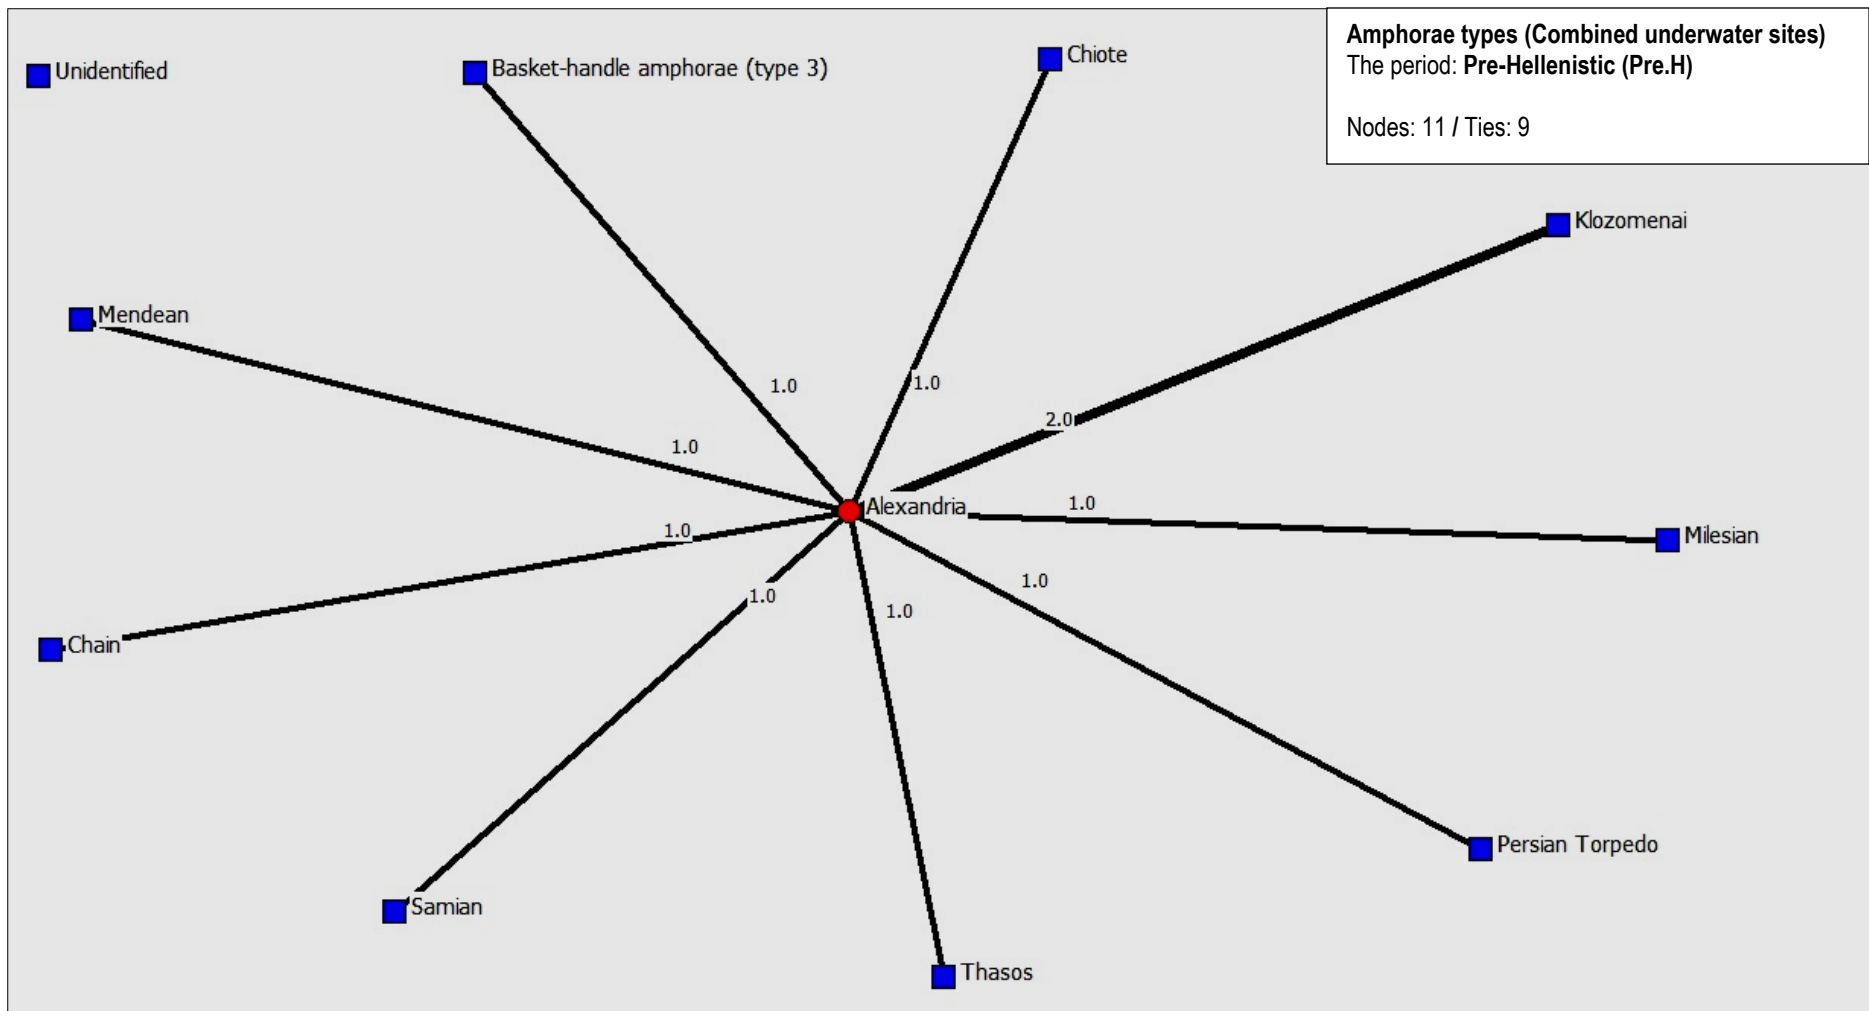 Amphorae types (Combined underwater sites)
The period: Pre-Hellenistic (Pre.H)
Nodes: 11 / Ties: 9
Unidentified
Basket-handle amphorae (type 3)
Chiote
Klozomenai
Mendean
1.0
1.0
2.0
1.0
Alexandria
1.0
Milesian
1.0
1.0
1.0
1.0
Chain
Persian Torpedo
Samian
Thasos